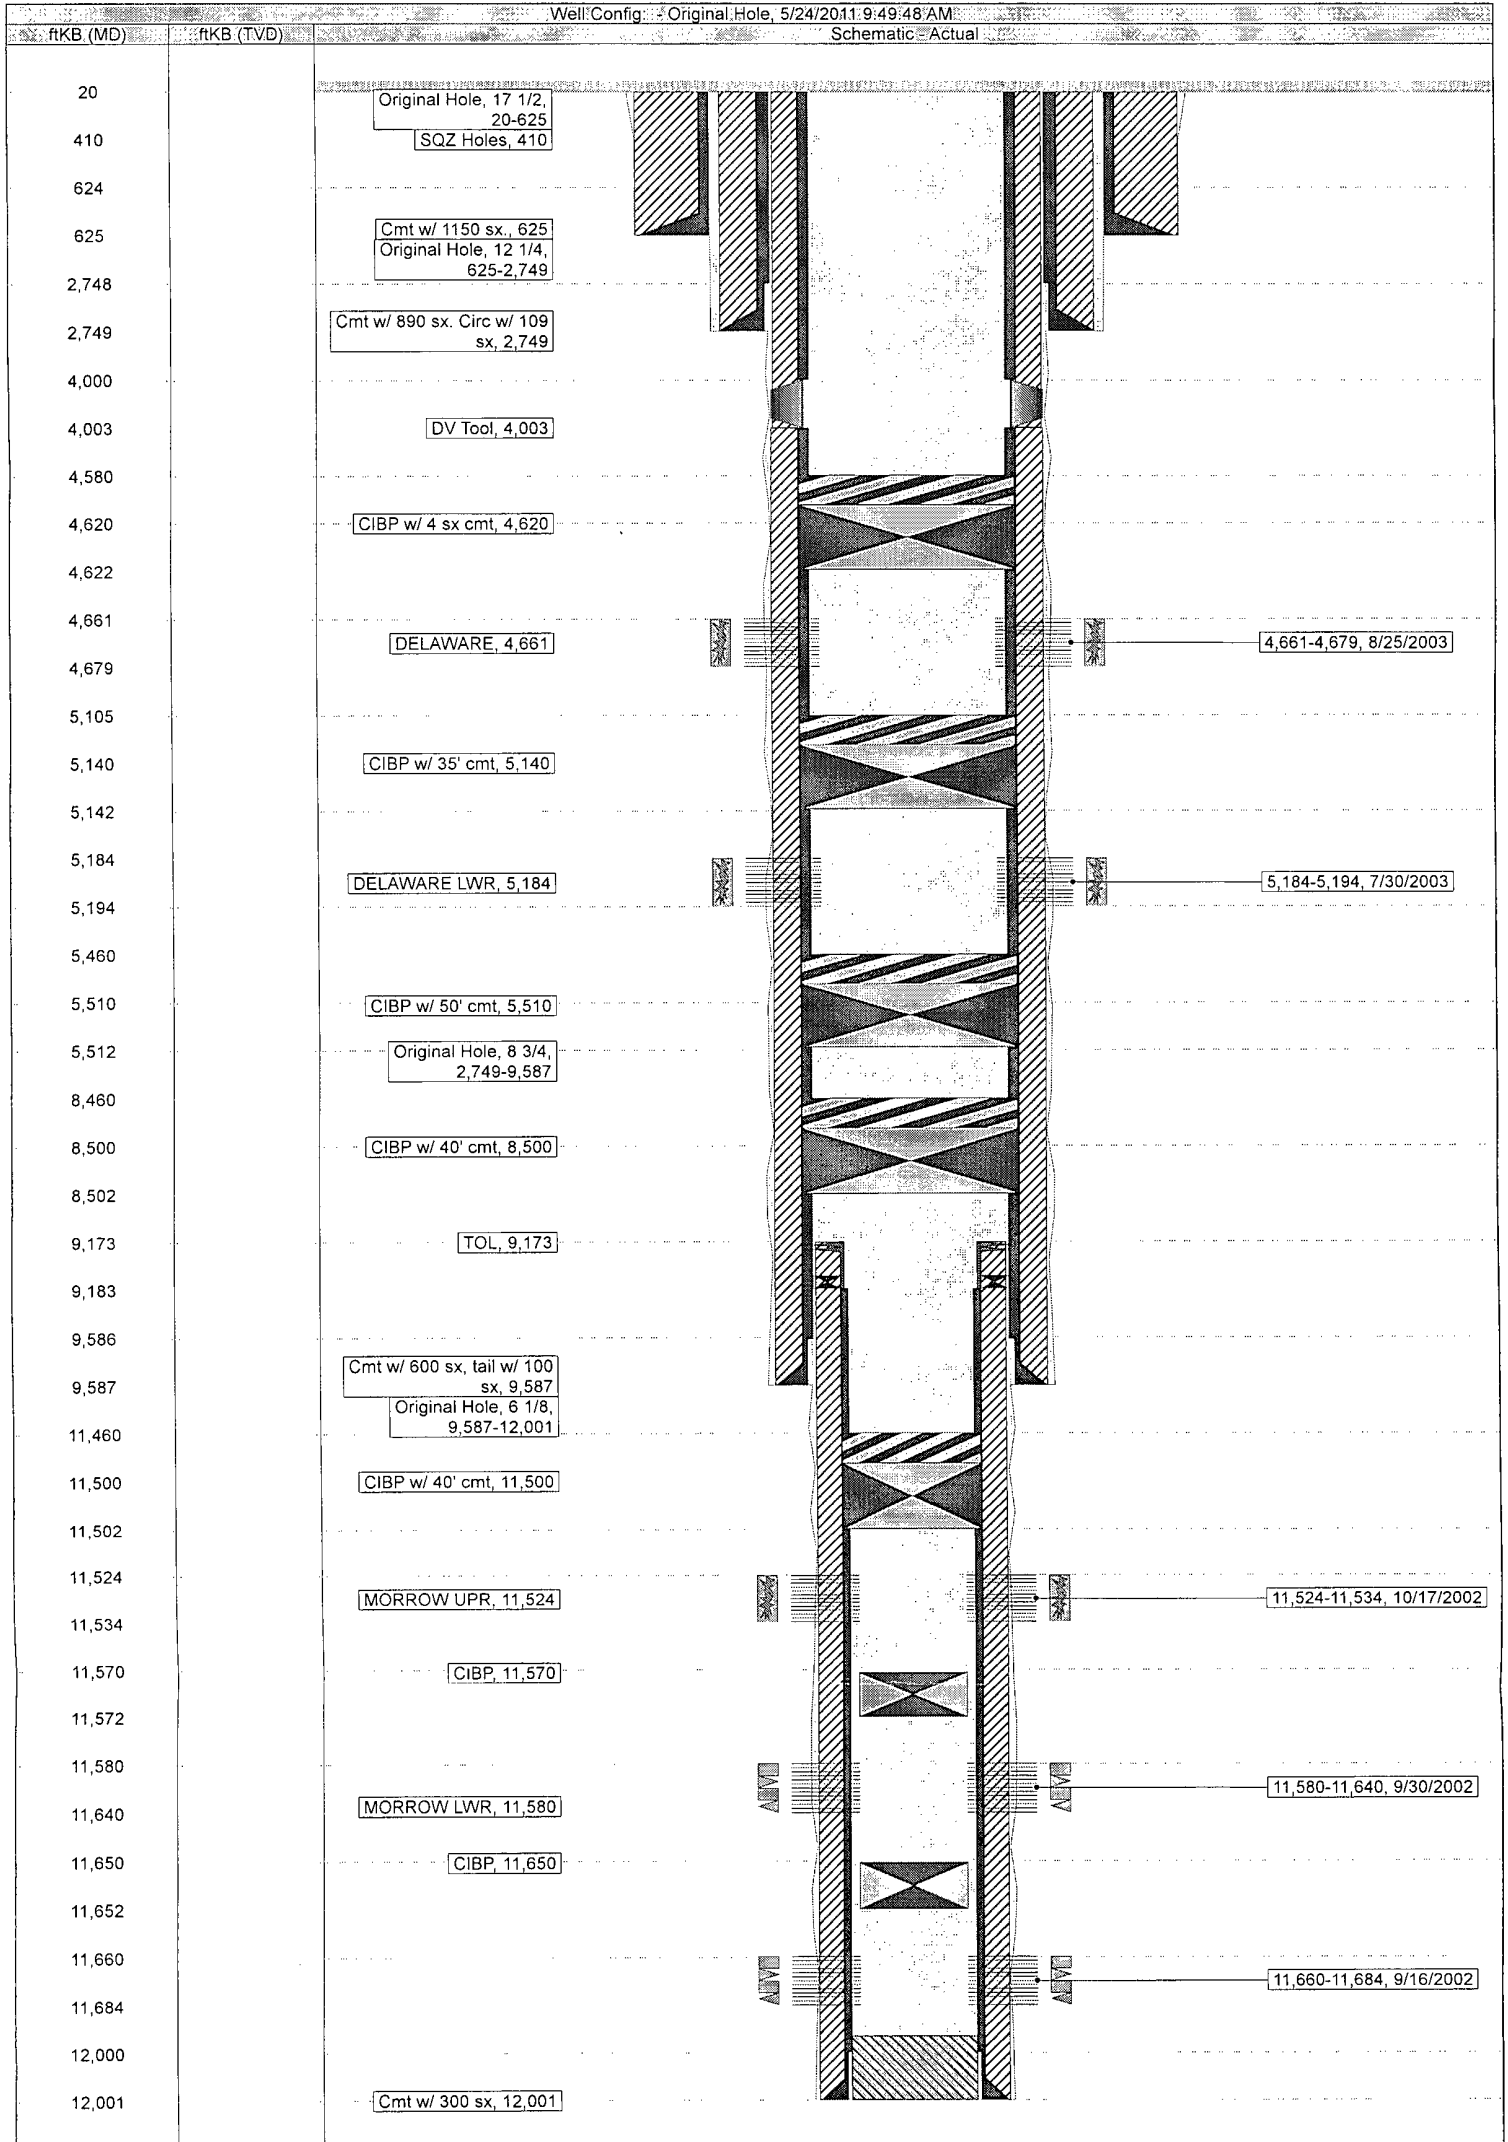 Well Config: - Original Hole, 5/24/2011 9:49:48 AM
ftKB (MD)
ftKB (TVD)
Schematic - Actual
20
Original Hole, 17 1/2,
20-625
410
SQZ Holes, 410
624
625
Cmt w/ 1150 sx., 625
Original Hole, 12 1/4,
625-2,749
2,748
2,749
Cmt w/ 890 sx. Circ w/ 109
sx, 2,749
4,000
4,003
DV Tool, 4,003
4,580
4,620
CIBP w/ 4 sx cmt, 4,620
4,622
4,661
DELAWARE, 4,661
4,661-4,679, 8/25/2003
4,679
5,105
5,140
CIBP w/ 35' cmt, 5,140
5,142
5,184
DELAWARE LWR, 5,184
5,184-5,194, 7/30/2003
5,194
5,460
5,510
CIBP w/ 50' cmt, 5,510
5,512
Original Hole, 8 3/4,
2,749-9,587
8,460
8,500
CIBP w/ 40' cmt, 8,500
8,502
9,173
TOL, 9,173
9,183
9,586
9,587
Cmt w/ 600 sx, tail w/ 100
sx, 9,587
Original Hole, 6 1/8,
9,587-12,001
11,460
11,500
CIBP w/ 40' cmt, 11,500
11,502
11,524
MORROW UPR, 11,524
11,524-11,534, 10/17/2002
11,534
11,570
CIBP, 11,570
11,572
11,580
11,580-11,640, 9/30/2002
MORROW LWR, 11,580
11,640
11,650
CIBP, 11,650
11,652
11,660
11,660-11,684, 9/16/2002
11,684
12,000
12,001
Cmt w/ 300 sx, 12,001